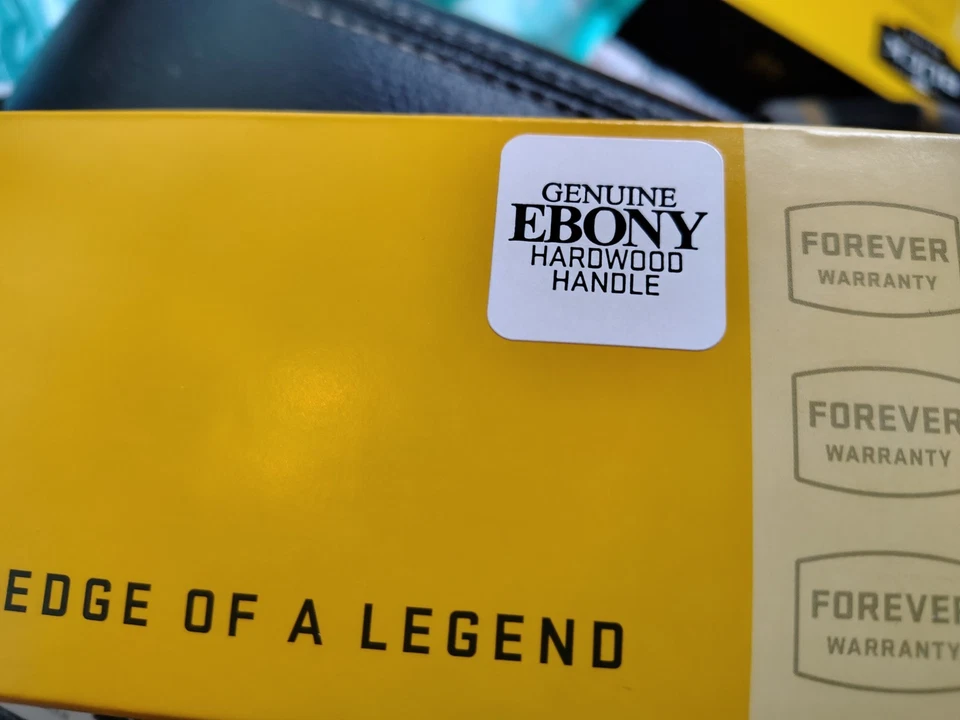 GENUINE
EBONY
HARDWOOD
HANDLE
FOREVER
WARRANTY
FOREVER
WARRANTY
FOREVER
WARRANTY
EDGE OF A LEGEND